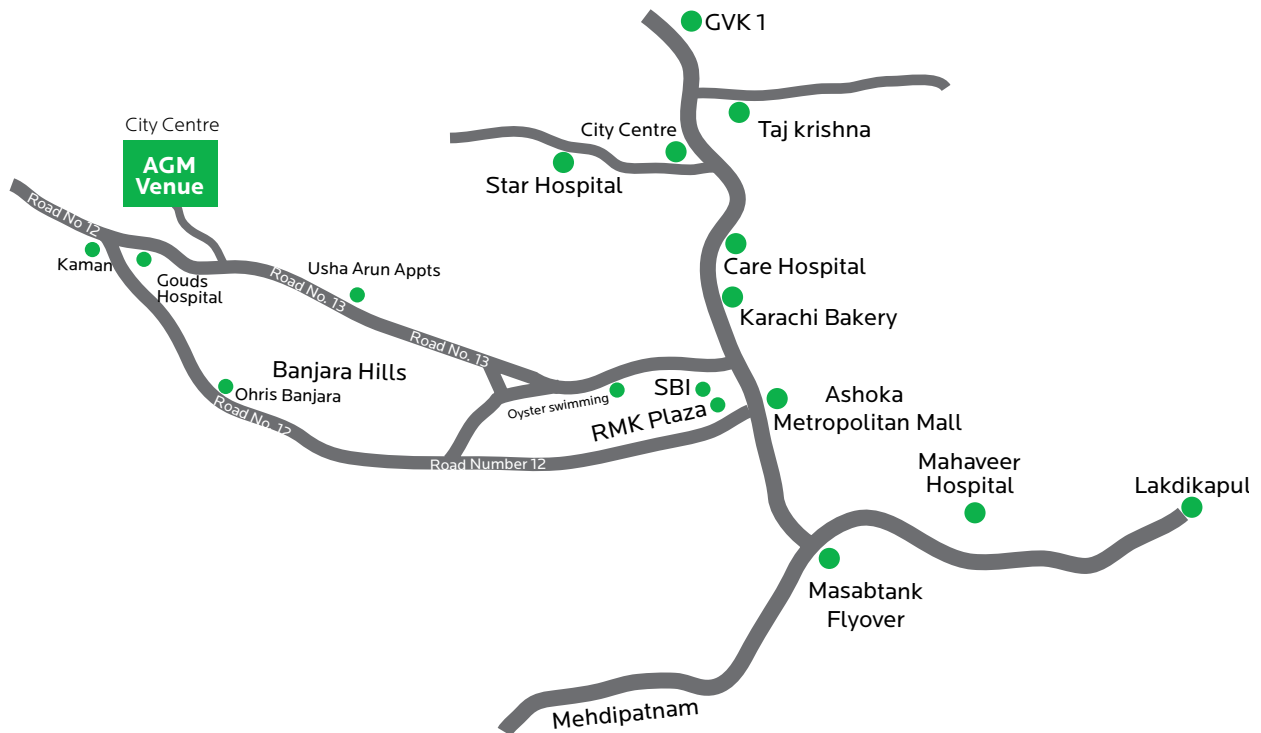 GVK 1
Taj krishna
City Centre
Star Hospital
City Centre
AGM
Venue
Road No 12
Kaman
Gouds
Hospital
Usha Arun Appts
Road No. 13
Care Hospital
Karachi Bakery
Road No. 13
Banjara Hills
Ohris Banjara
Road No. 12
Oyster swimming
SBI
RMK Plaza
Ashoka
Metropolitan Mall
Road Number 12
Mahaveer
Hospital
Lakdikapul
Masabtank
Flyover
Mehdipatnam